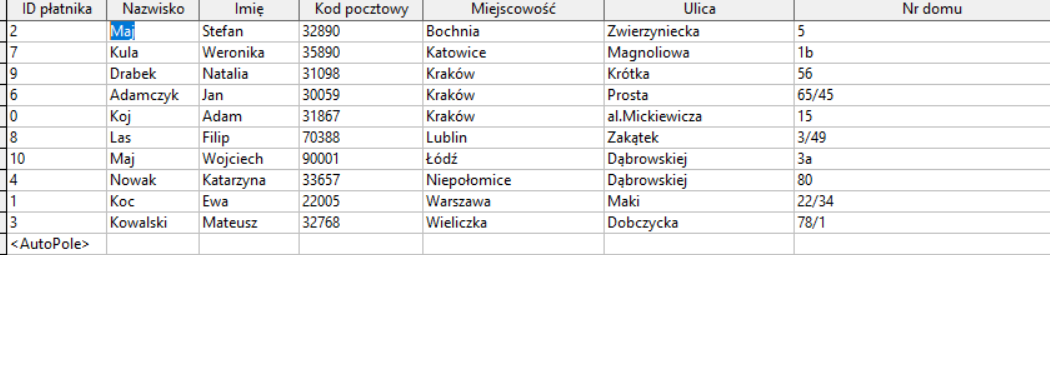 ID płatnika Nazwisko Imię Kod pocztowy Miejscowość Ulica Nr domu
2 Maj Stefan 32890 Bochnia Zwierzyniecka 5
7 Kula Weronika 35890 Katowice Magnoliowa 1b
9 Drabek Natalia 31098 Kraków Krótka 56
6 Adamczyk Jan 30059 Kraków Prosta 65/45
0 Koj Adam 31867 Kraków al.Mickiewicza 15
8 Las Filip 70388 Lublin Zakątek 3/49
10 Maj Wojciech 90001 Łódź Dąbrowskiej 3a
4 Nowak Katarzyna 33657 Niepołomice Dąbrowskiej 80
1 Koc Ewa 22005 Warszawa Maki 22/34
3 Kowalski Mateusz 32768 Wieliczka Dobczycka 78/1
<AutoPole>